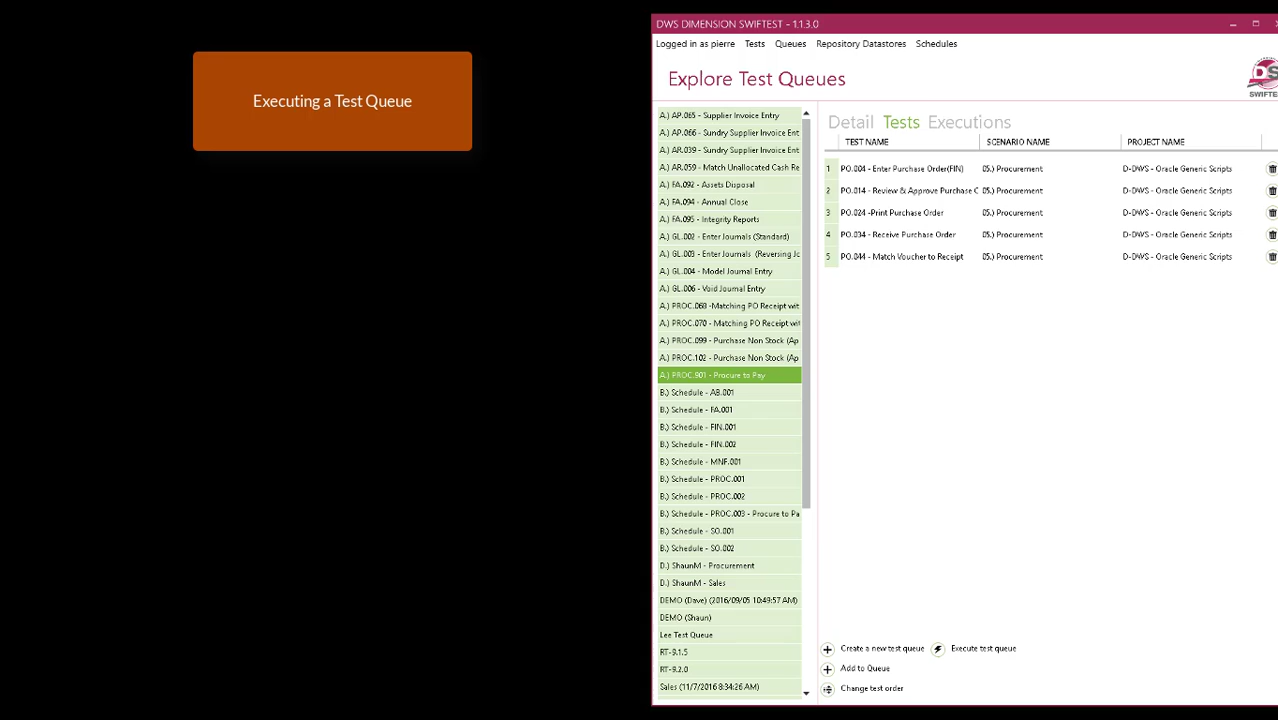 Executing a Test Queue
DWS DIMENSION SWIFTEST - 1.1.3.0
Logged in as pierre Tests Queues Repository Datastores Schedules
Explore Test Queues
DS
SWIFTES
A.) AP.065 - Supplier Invoice Entry
A.) AP.066 - Sundry Supplier Invoice Ent
A.) AR.039 - Sundry Supplier Invoice Ent
A.) AR.059 - Match Unallocated Cash Re
A.) FA.092 - Assets Disposal
A.) FA.094 - Annual Close
A.) FA.095 - Integrity Reports
A.) GL.002 - Enter Journals (Standard)
A.) GL.003 - Enter Journals (Reversing Jc
A.) GL.004 - Model Journal Entry
A.) GL.006 - Void Journal Entry
A.) PROC.068 -Matching PO Receipt wit
A.) PROC.070 - Matching PO Receipt wit
A.) PROC.099 - Purchase Non Stock (Ap
A.) PROC.102 - Purchase Non Stock (Ap
A.) PROC.901 - Procure to Pay
B.) Schedule - AB.001
B.) Schedule - FA.001
B.) Schedule - FIN.001
B.) Schedule - FIN.002
B.) Schedule - MNF.001
B.) Schedule - PROC.001
B.) Schedule - PROC.002
B.) Schedule - PROC.003 - Procure to Pa
B.) Schedule - SO.001
B.) Schedule - SO.002
D.) ShaunM - Procurement
D.) ShaunM - Sales
DEMO (Dave) (2016/09/05 10:49:57 AM)
DEMO (Shaun)
Lee Test Queue
RT-9.1.5
RT-9.2.0
Sales (11/7/2016 8:34:26 AM)
Detail Tests Executions
TEST NAME SCENARIO NAME PROJECT NAME
1 PO.004 - Enter Purchase Order(FIN) 05.) Procurement D-DWS - Oracle Generic Scripts
2 PO.014 - Review & Approve Purchase C 05.) Procurement D-DWS - Oracle Generic Scripts
3 PO.024 -Print Purchase Order 05.) Procurement D-DWS - Oracle Generic Scripts
4 PO.034 - Receive Purchase Order 05.) Procurement D-DWS - Oracle Generic Scripts
5 PO.044 - Match Voucher to Receipt 05.) Procurement D-DWS - Oracle Generic Scripts
Create a new test queue Execute test queue
Add to Queue
Change test order